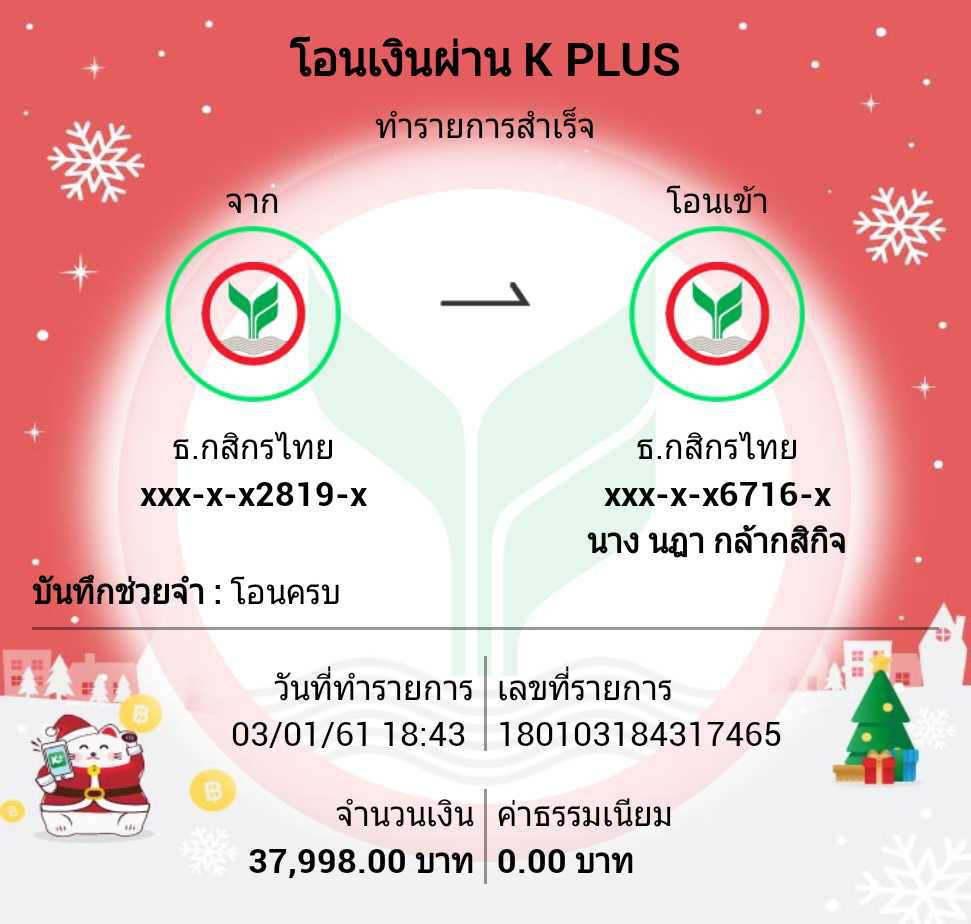 โอนเงินผ่าน K PLUS
ทำรายการสำเร็จ
จาก
โอนเข้า
ธ.กสิกรไทย
xxx-x-x2819-x
ธ.กสิกรไทย
xxx-x-x6716-x
นาง นฎา กล้ากสิกิจ
บันทึกช่วยจำ : โอนครบ
วันที่ทำรายการ
03/01/61 18:43
เลขที่รายการ
180103184317465
จำนวนเงิน
37,998.00 บาท
ค่าธรรมเนียม
0.00 บาท